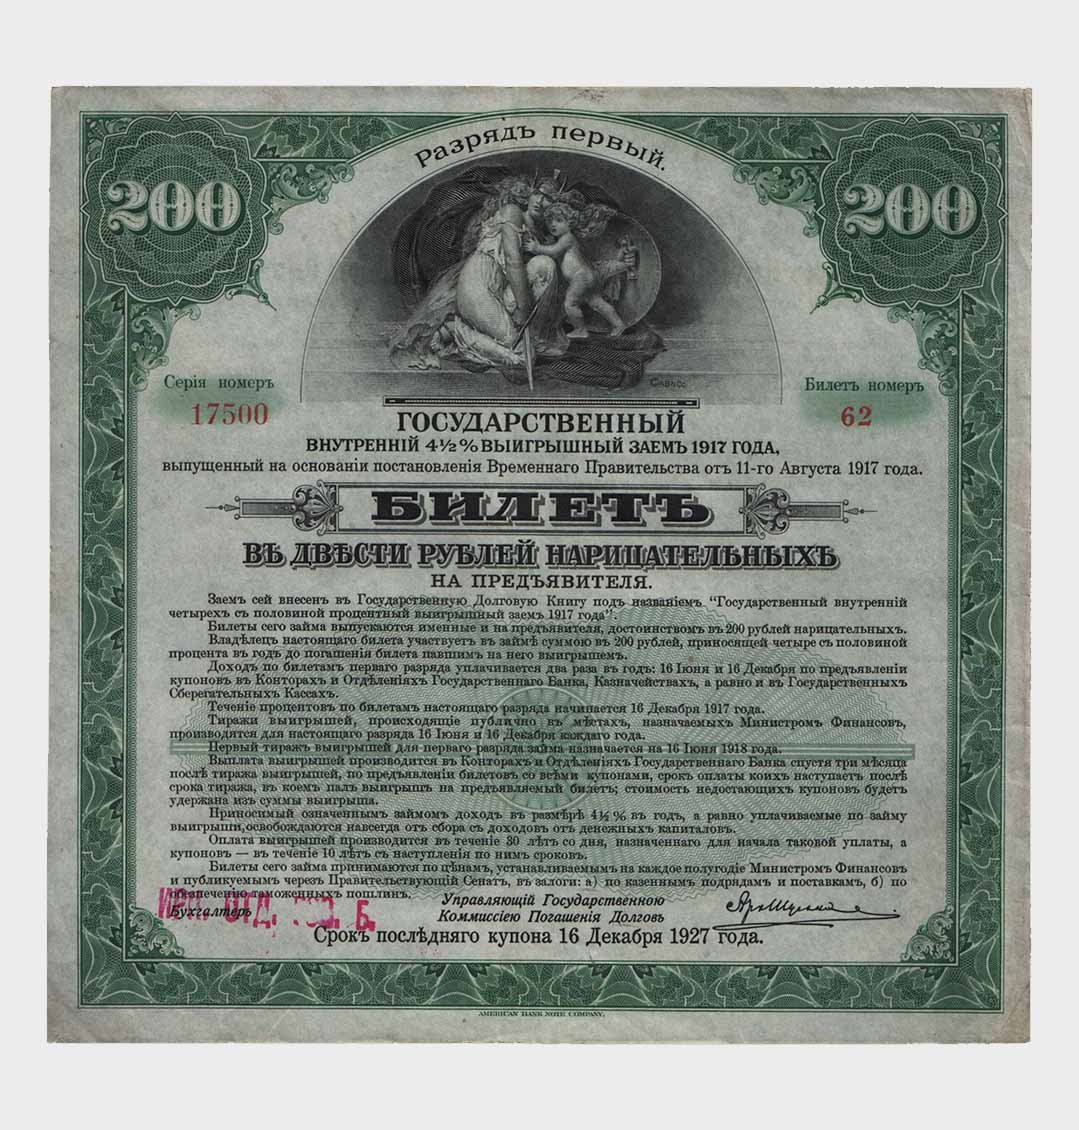 Разрядъ первый.
200
200
Серія номеръ
17500
Билетъ номеръ
62
ГОСУДАРСТВЕННЫЙ
ВНУТРЕННІЙ 4½% ВЫИГРЫШНЫЙ ЗАЕМЪ 1917 ГОДА,
выпущенный на основаніи постановленія Временнаго Правительства отъ 11-го Августа 1917 года.
БИЛЕТЪ
ВЪ ДВѢСТИ РУБЛЕЙ НАРИЦАТЕЛЬНЫХЪ
НА ПРЕДЪЯВИТЕЛЯ.
Заемъ сей внесенъ въ Государственную Долговую Книгу подъ названіемъ "Государственный внутренній
четырехъ съ половиной процентный выигрышный заемъ 1917 года".
Билеты сего займа выпускаются именные и на предъявителя, достоинствомъ въ 200 рублей нарицательныхъ.
Владѣлецъ настоящаго билета участвуетъ въ займѣ суммою въ 200 рублей, приносящей четыре съ половиной
процента въ годъ до погашенія билета павшимъ на него выигрышемъ.
Доходъ по билетамъ перваго разряда уплачивается два раза въ годъ: 16 Іюня и 16 Декабря по предъявленіи
купоновъ въ Конторахъ и Отдѣленіяхъ Государственнаго Банка, Казначействахъ, а равно и въ Государственныхъ
Сберегательныхъ Кассахъ.
Теченіе процентовъ по билетамъ настоящаго разряда начинается 16 Декабря 1917 года.
Тиражи выигрышей, происходящіе публично въ мѣстахъ, назначаемыхъ Министромъ Финансовъ,
производятся для настоящаго разряда 16 Іюня и 16 Декабря каждаго года.
Первый тиражъ выигрышей для перваго разряда займа назначается на 16 Іюня 1918 года.
Выплата выигрышей производится въ Конторахъ и Отдѣленіяхъ Государственнаго Банка спустя три мѣсяца
послѣ тиража выигрышей, по предъявленіи билетовъ со всѣми купонами, срокъ оплаты коихъ наступаетъ послѣ
срока тиража, въ коемъ палъ выигрышъ на предъявляемый билетъ; стоимость недостающихъ купоновъ будетъ
удержана изъ суммы выигрыша.
Приносимый означеннымъ займомъ доходъ въ размѣрѣ 4½% въ годъ, а равно уплачиваемые по займу
выигрыши, освобождаются навсегда отъ сбора съ доходовъ отъ денежныхъ капиталовъ.
Оплата выигрышей производится въ теченіе 30 лѣтъ со дня, назначеннаго для начала таковой уплаты, а
купоновъ — въ теченіе 10 лѣтъ съ наступленія по нимъ сроковъ.
Билеты сего займа принимаются по цѣнамъ, устанавливаемымъ на каждое полугодіе Министромъ Финансовъ
и публикуемымъ черезъ Правительствующій Сенатъ, въ залоги: а) по казеннымъ подрядамъ и поставкамъ, б) по
обезпеченію таможенныхъ пошлинъ.
Бухгалтеръ
ОТД. Б.
Управляющій Государственною
Коммиссіею Погашенія Долговъ
Срокъ послѣдняго купона 16 Декабря 1927 года.
AMERICAN BANK NOTE COMPANY.